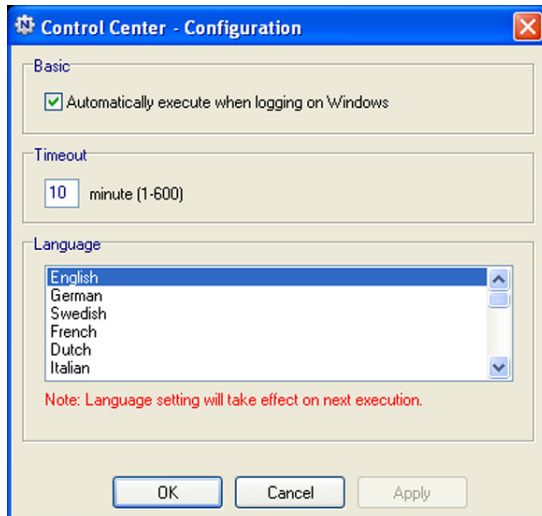 Control Center - Configuration
Basic
Automatically execute when logging on Windows
Timeout
10 minute (1-600)
Language
English
German
Swedish
French
Dutch
Italian
Note: Language setting will take effect on next execution.
OK Cancel Apply